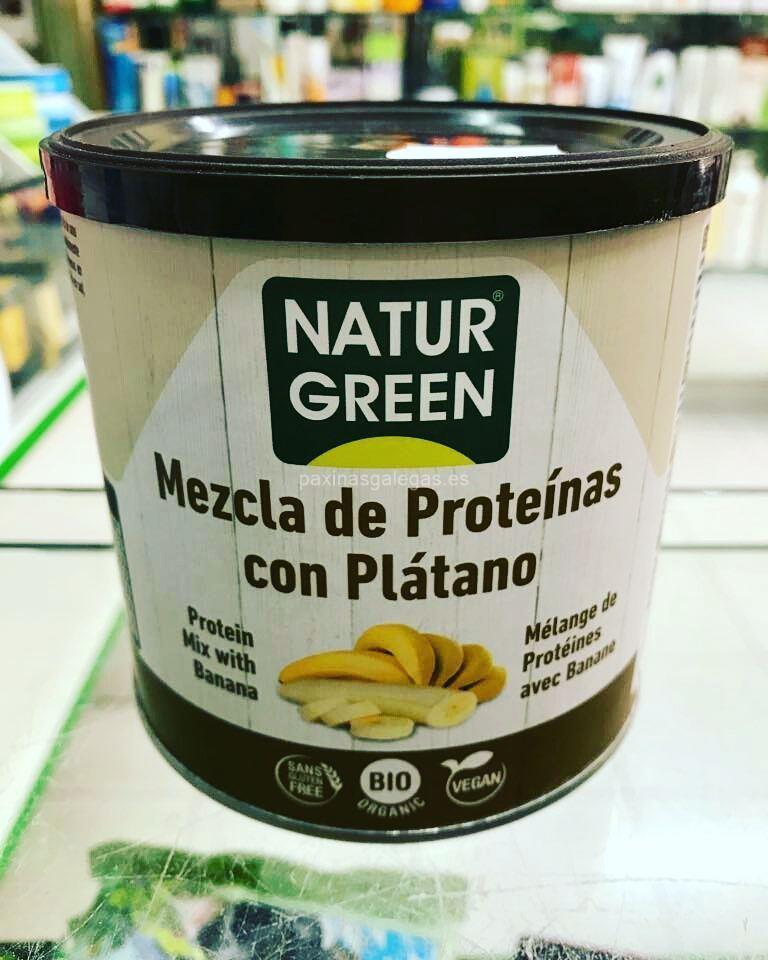 NATUR®
GREEN
paxinasgalegas.es
Mezcla de Proteínas
con Plátano
Protein
Mix with
Banana
Mélange de
Protéines
avec Banane
SANS
GLUTEN
FREE
BIO
ORGANIC
VEGAN